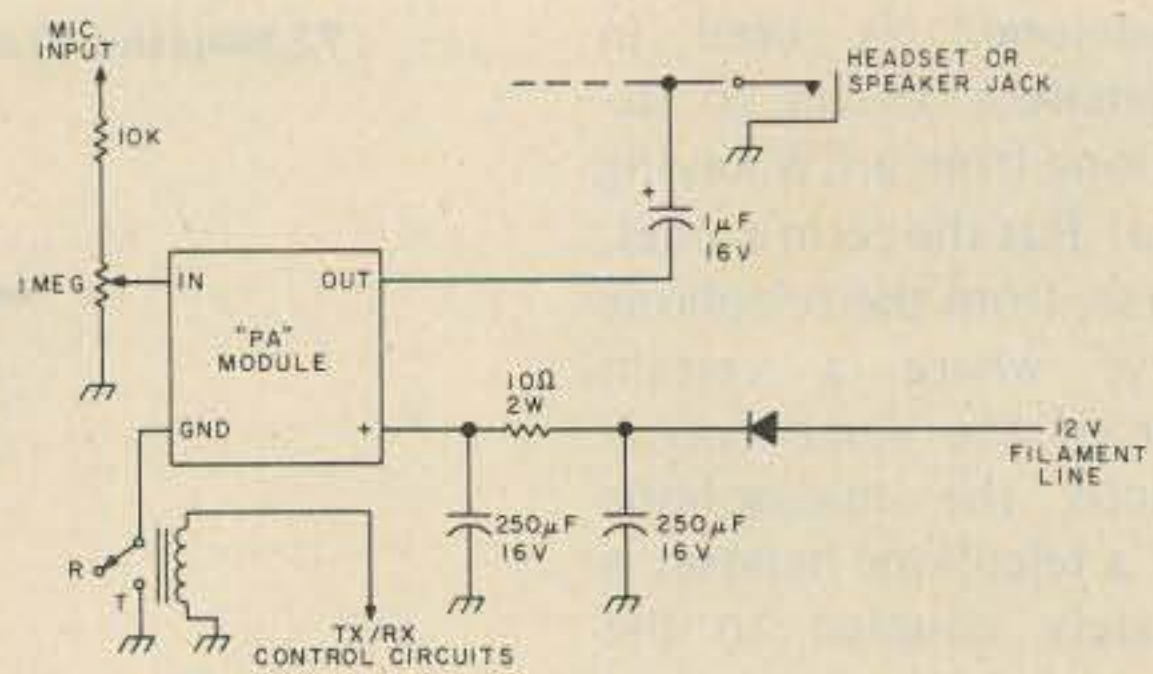 MIC.
INPUT
HEADSET OR
SPEAKER JACK
10K
+
1µF
16V
1MEG
IN
OUT
"PA"
MODULE
10Ω
2W
GND
+
12V
FILAMENT
LINE
250µF
16V
250µF
16V
R
T
TX/RX
CONTROL CIRCUITS